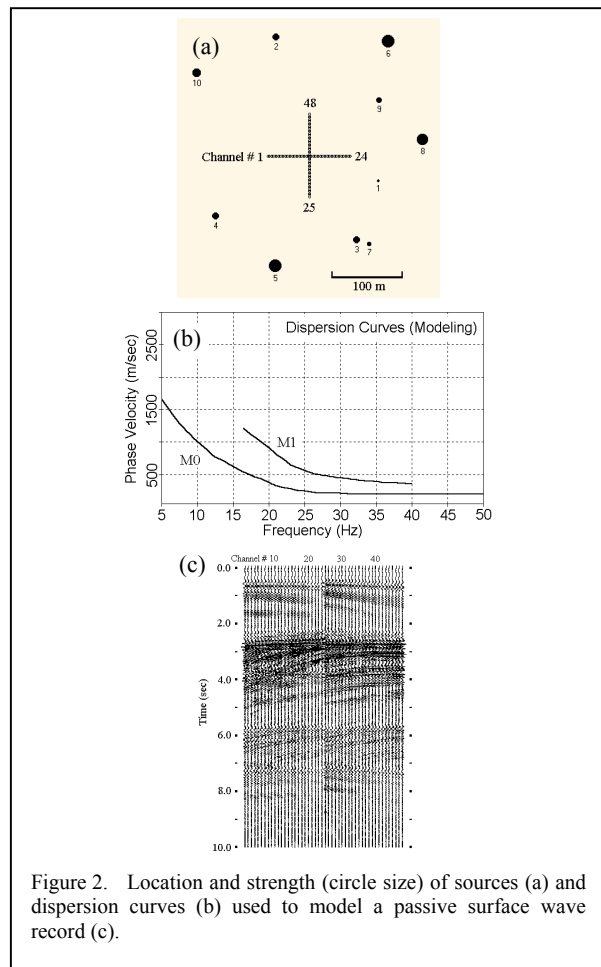 (a)
2
6
10
9
48
8
Channel # 1
24
1
25
4
3
7
5
100 m
(b)
Dispersion Curves (Modeling)
Phase Velocity (m/sec)
2500
1500
500
M1
M0
5 10 15 20 25 30 35 40 45 50
Frequency (Hz)
(c)
Channel # 10 20 30 40
0.0
2.0
4.0
Time (sec)
6.0
8.0
10.0
Figure 2. Location and strength (circle size) of sources (a) and
dispersion curves (b) used to model a passive surface wave
record (c).